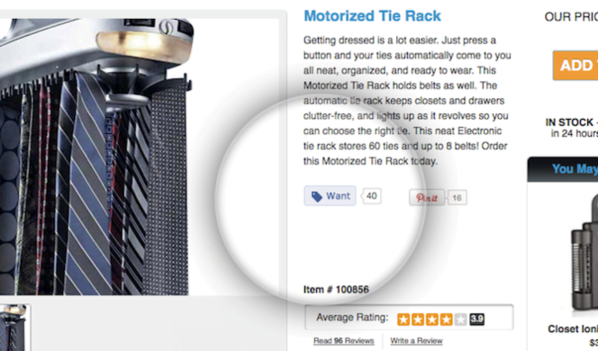 Motorized Tie Rack
Getting dressed is a lot easier. Just press a
button and your ties automatically come to you
all neat, organized, and ready to wear. This
Motorized Tie Rack holds belts as well. The
automatic tie rack keeps closets and drawers
clutter-free, and lights up as it revolves so you
can choose the right tie. This neat Electronic
tie rack stores 60 ties and up to 8 belts! Order
this Motorized Tie Rack today.
Want 40
Pin it 16
Item # 100856
Average Rating: 3.9
Read 96 Reviews Write a Review
OUR PRIC
ADD
IN STOCK -
in 24 hours
You May
Closet Ioni
$3